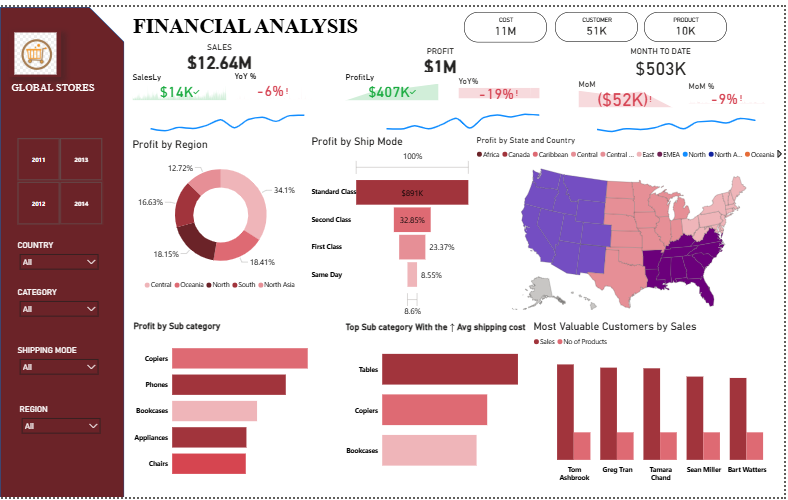 FINANCIAL ANALYSIS
COST
11M
CUSTOMER
51K
PRODUCT
10K
GLOBAL STORES
SALES
$12.64M
SalesLy
$14K
YoY %
-6%!
PROFIT
$1M
ProfitLy
$407K
YoY%
-19%!
MONTH TO DATE
$503K
MoM
($52K)!
MoM %
-9%!
2011
2013
2012
2014
COUNTRY
All
CATEGORY
All
SHIPPING MODE
All
REGION
All
Profit by Region
12.72%
34.1%
16.63%
18.15%
18.41%
Central
Oceania
North
South
North Asia
Profit by Ship Mode
100%
Standard Class
$891K
Second Class
32.85%
First Class
23.37%
Same Day
8.55%
8.6%
Profit by State and Country
Africa
Canada
Caribbean
Central
Central ...
East
EMEA
North
North A...
Oceania
Profit by Sub category
Copiers
Phones
Bookcases
Appliances
Chairs
Top Sub category With the ↑ Avg shipping cost
Tables
Copiers
Bookcases
Most Valuable Customers by Sales
Sales
No of Products
Tom
Ashbrook
Greg Tran
Tamara
Chand
Sean Miller
Bart Watters